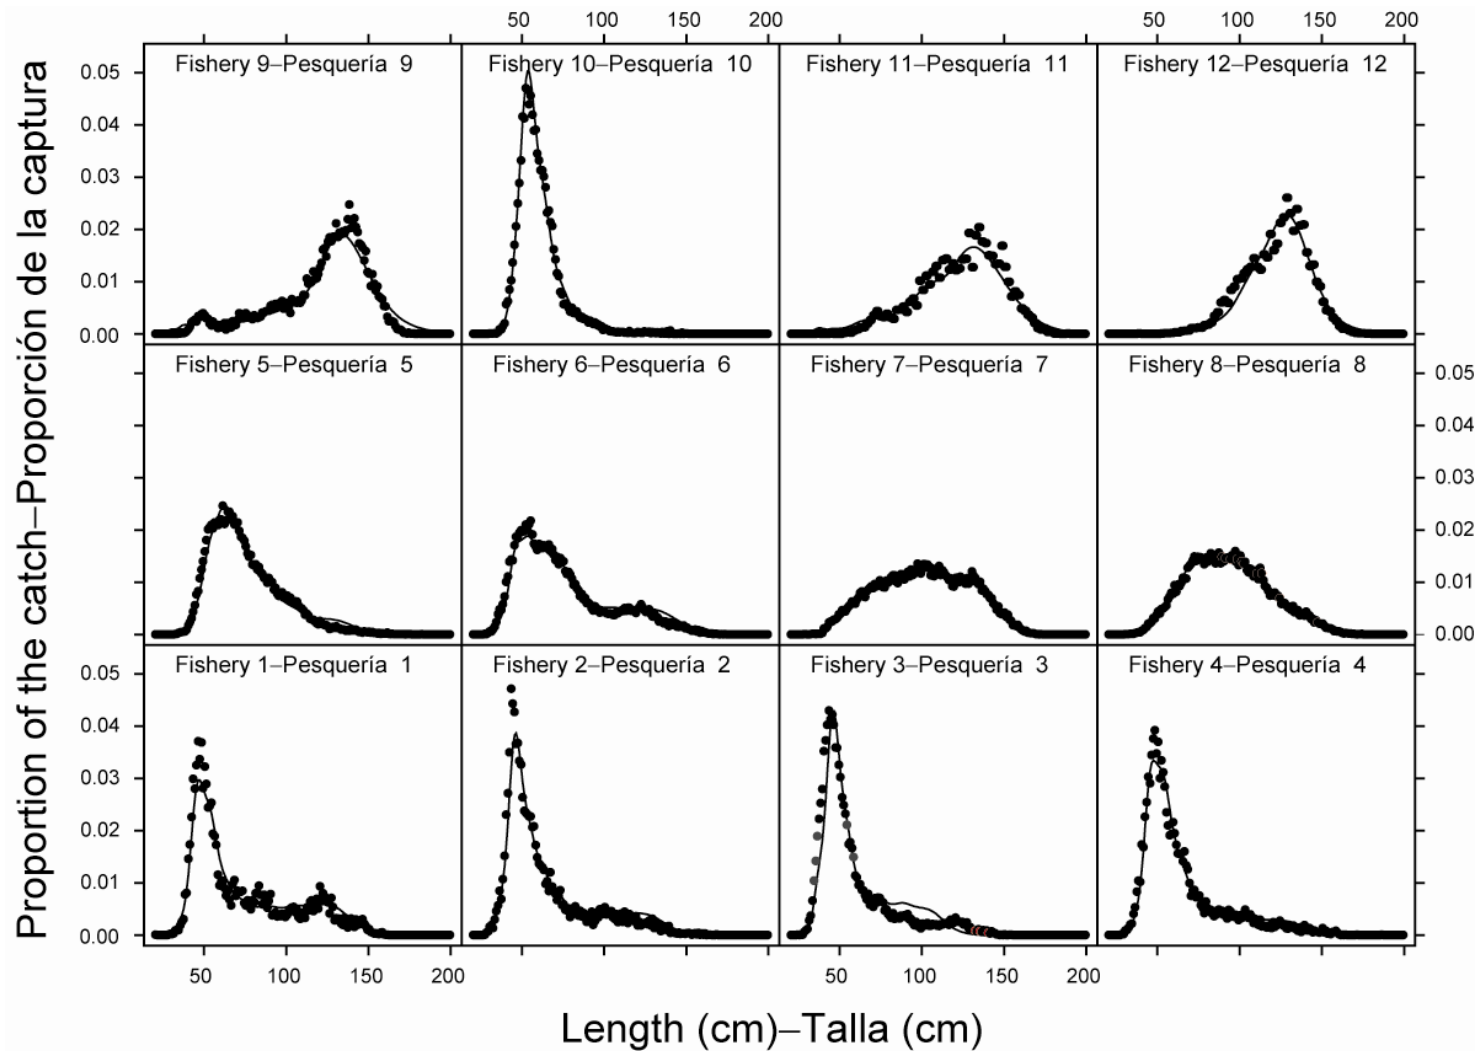 50 100 150 200 50 100 150 200
Fishery 9–Pesquería 9
Fishery 10–Pesquería 10
Fishery 11–Pesquería 11
Fishery 12–Pesquería 12
0.05
0.04
0.03
0.02
0.01
0.00
Fishery 5–Pesquería 5
Fishery 6–Pesquería 6
Fishery 7–Pesquería 7
Fishery 8–Pesquería 8
0.05
0.04
0.03
0.02
0.01
0.00
Fishery 1–Pesquería 1
Fishery 2–Pesquería 2
Fishery 3–Pesquería 3
Fishery 4–Pesquería 4
0.05
0.04
0.03
0.02
0.01
0.00
50 100 150 200 50 100 150 200
Length (cm)–Talla (cm)
Proportion of the catch–Proporción de la captura